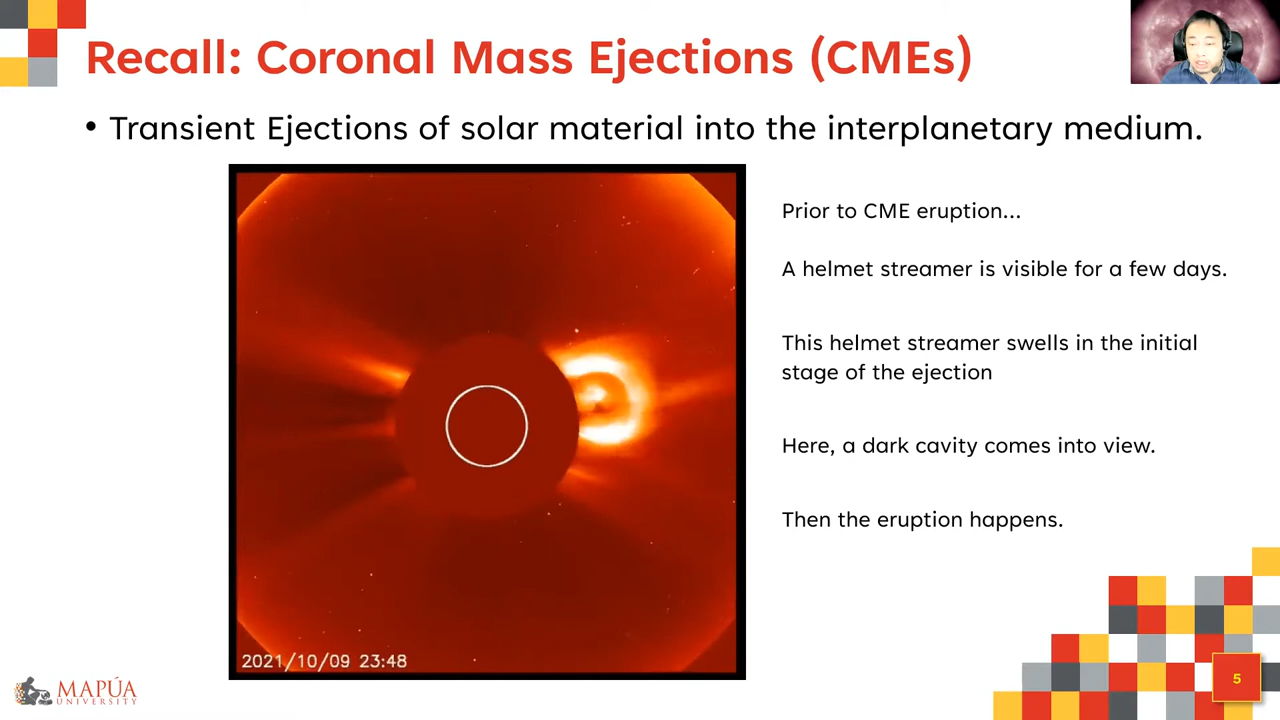 Recall: Coronal Mass Ejections (CMEs)
• Transient Ejections of solar material into the interplanetary medium.
Prior to CME eruption...
A helmet streamer is visible for a few days.
This helmet streamer swells in the initial
stage of the ejection
Here, a dark cavity comes into view.
Then the eruption happens.
2021/10/09 23:48
MAPÚA
UNIVERSITY
5